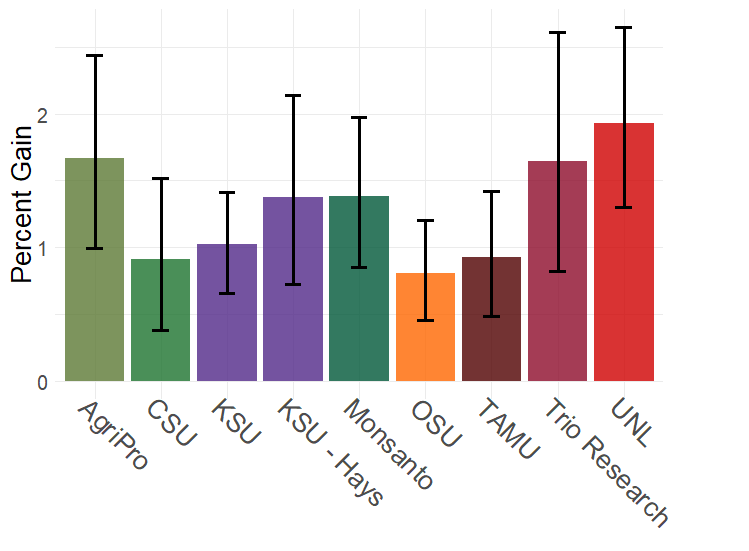 Percent Gain
2
1
0
AgriPro
CSU
KSU
KSU - Hays
Monsanto
OSU
TAMU
Trio Research
UNL